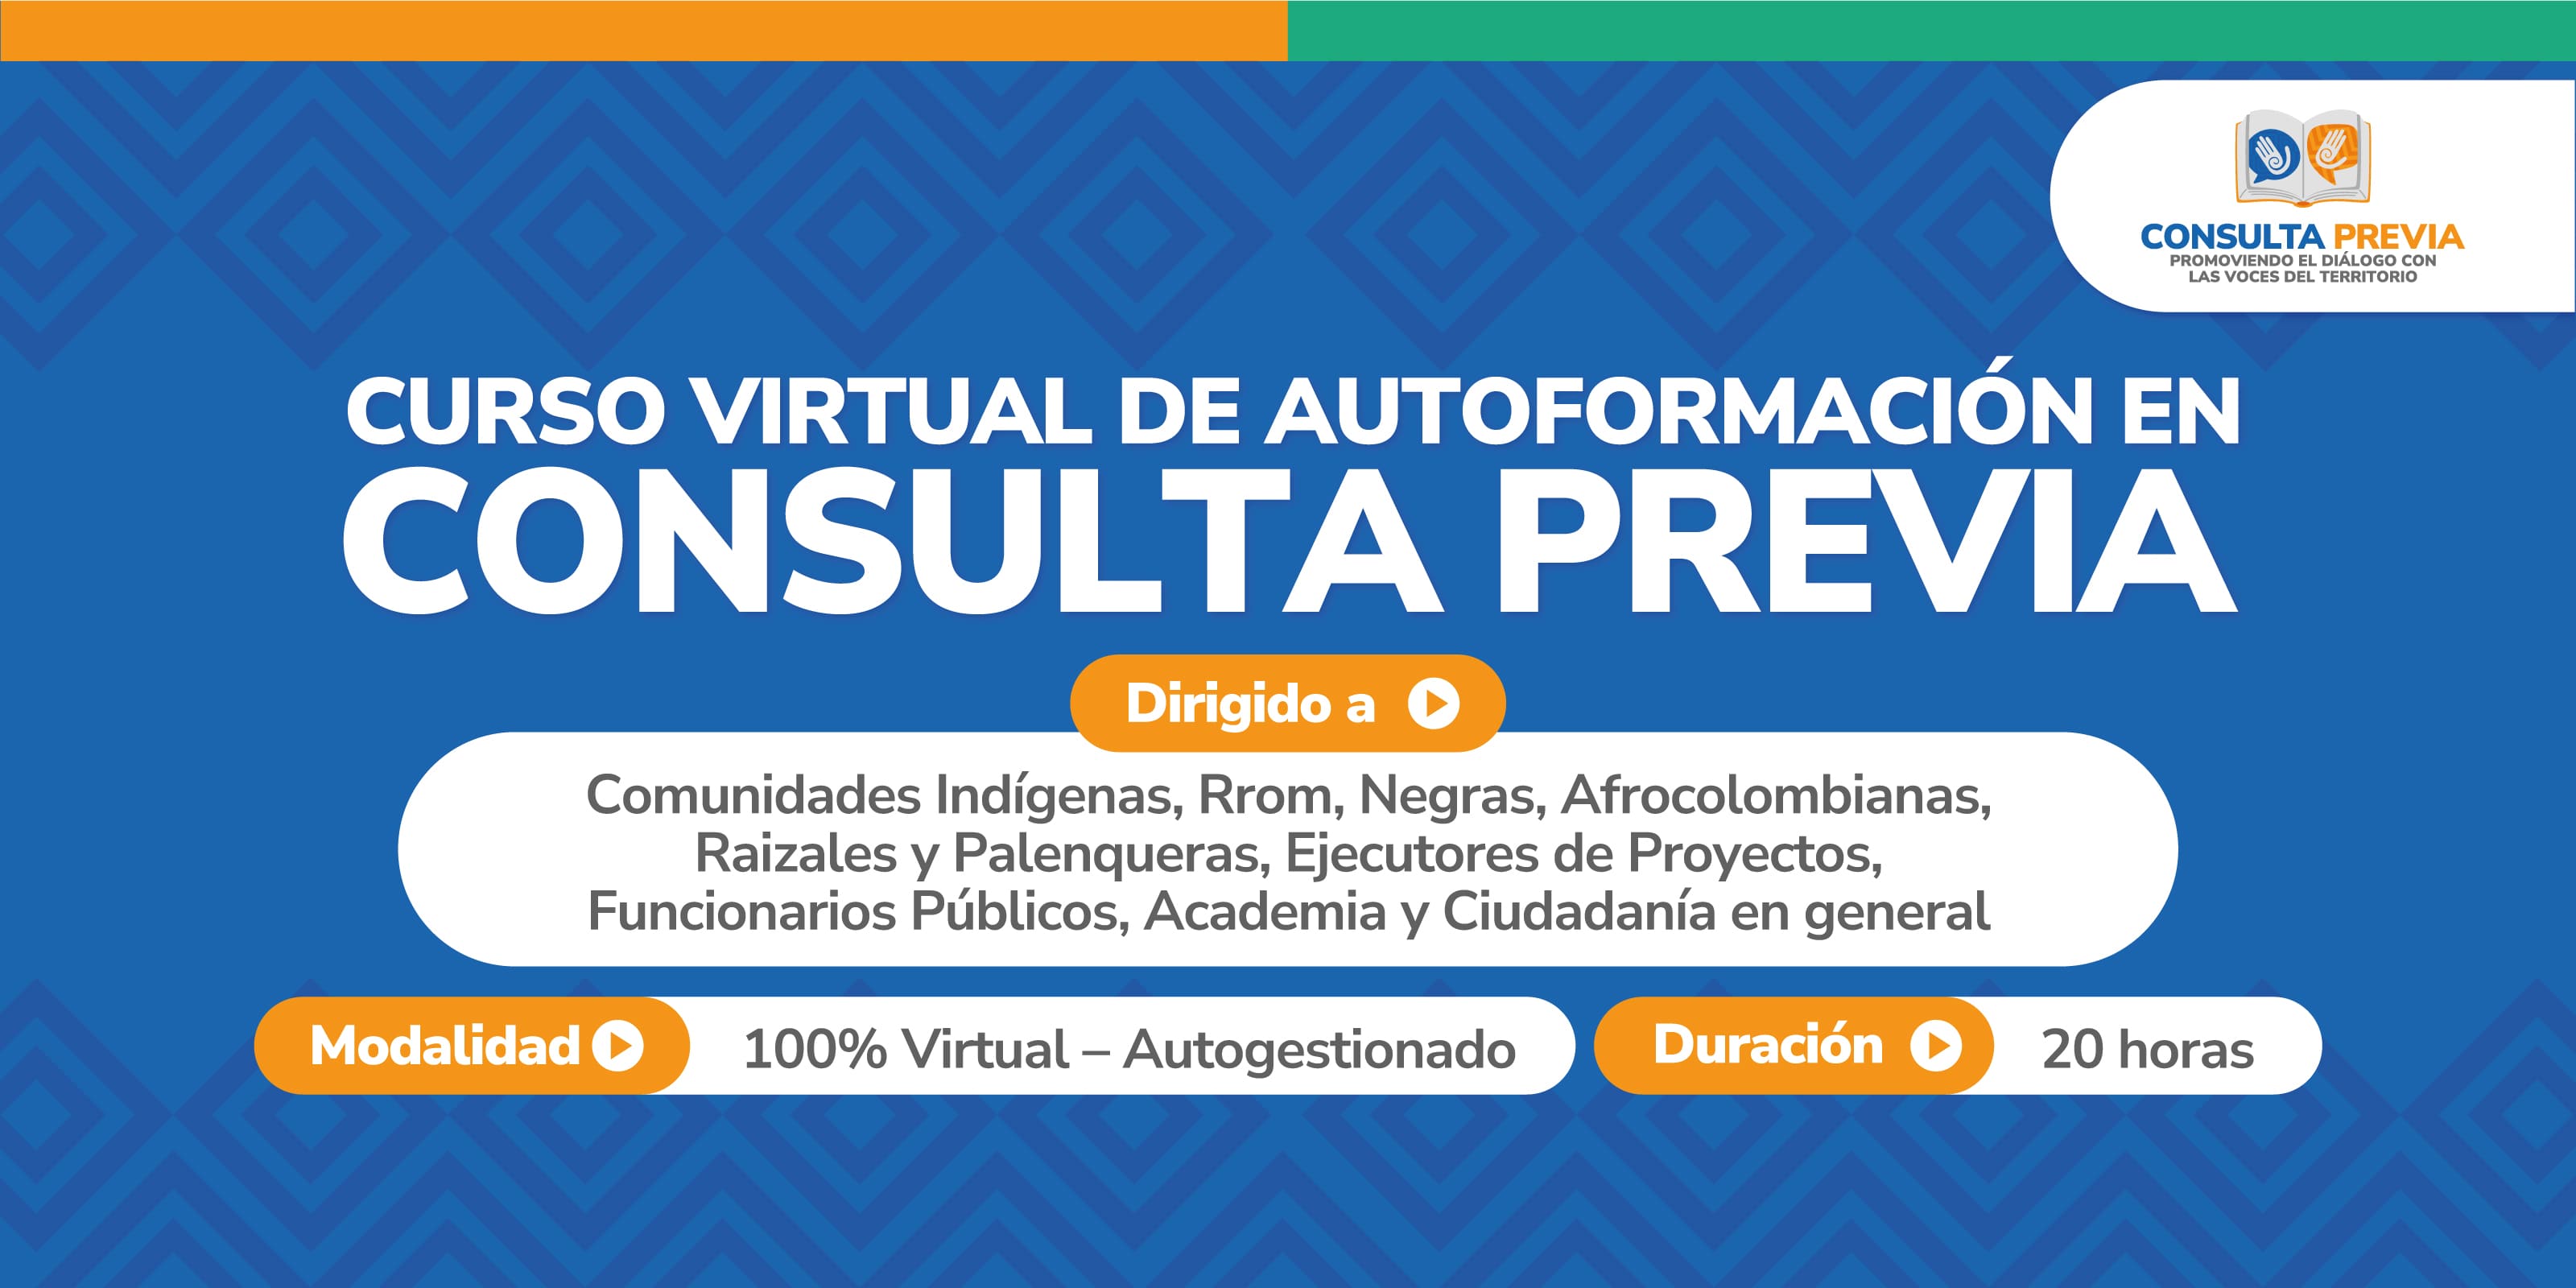 CONSULTA PREVIA
PROMOVIENDO EL DIÁLOGO CON
LAS VOCES DEL TERRITORIO
CURSO VIRTUAL DE AUTOFORMACIÓN EN
CONSULTA PREVIA
Dirigido a
Comunidades Indígenas, Rrom, Negras, Afrocolombianas,
Raizales y Palenqueras, Ejecutores de Proyectos,
Funcionarios Públicos, Academia y Ciudadanía en general
Modalidad 100% Virtual – Autogestionado
Duración 20 horas